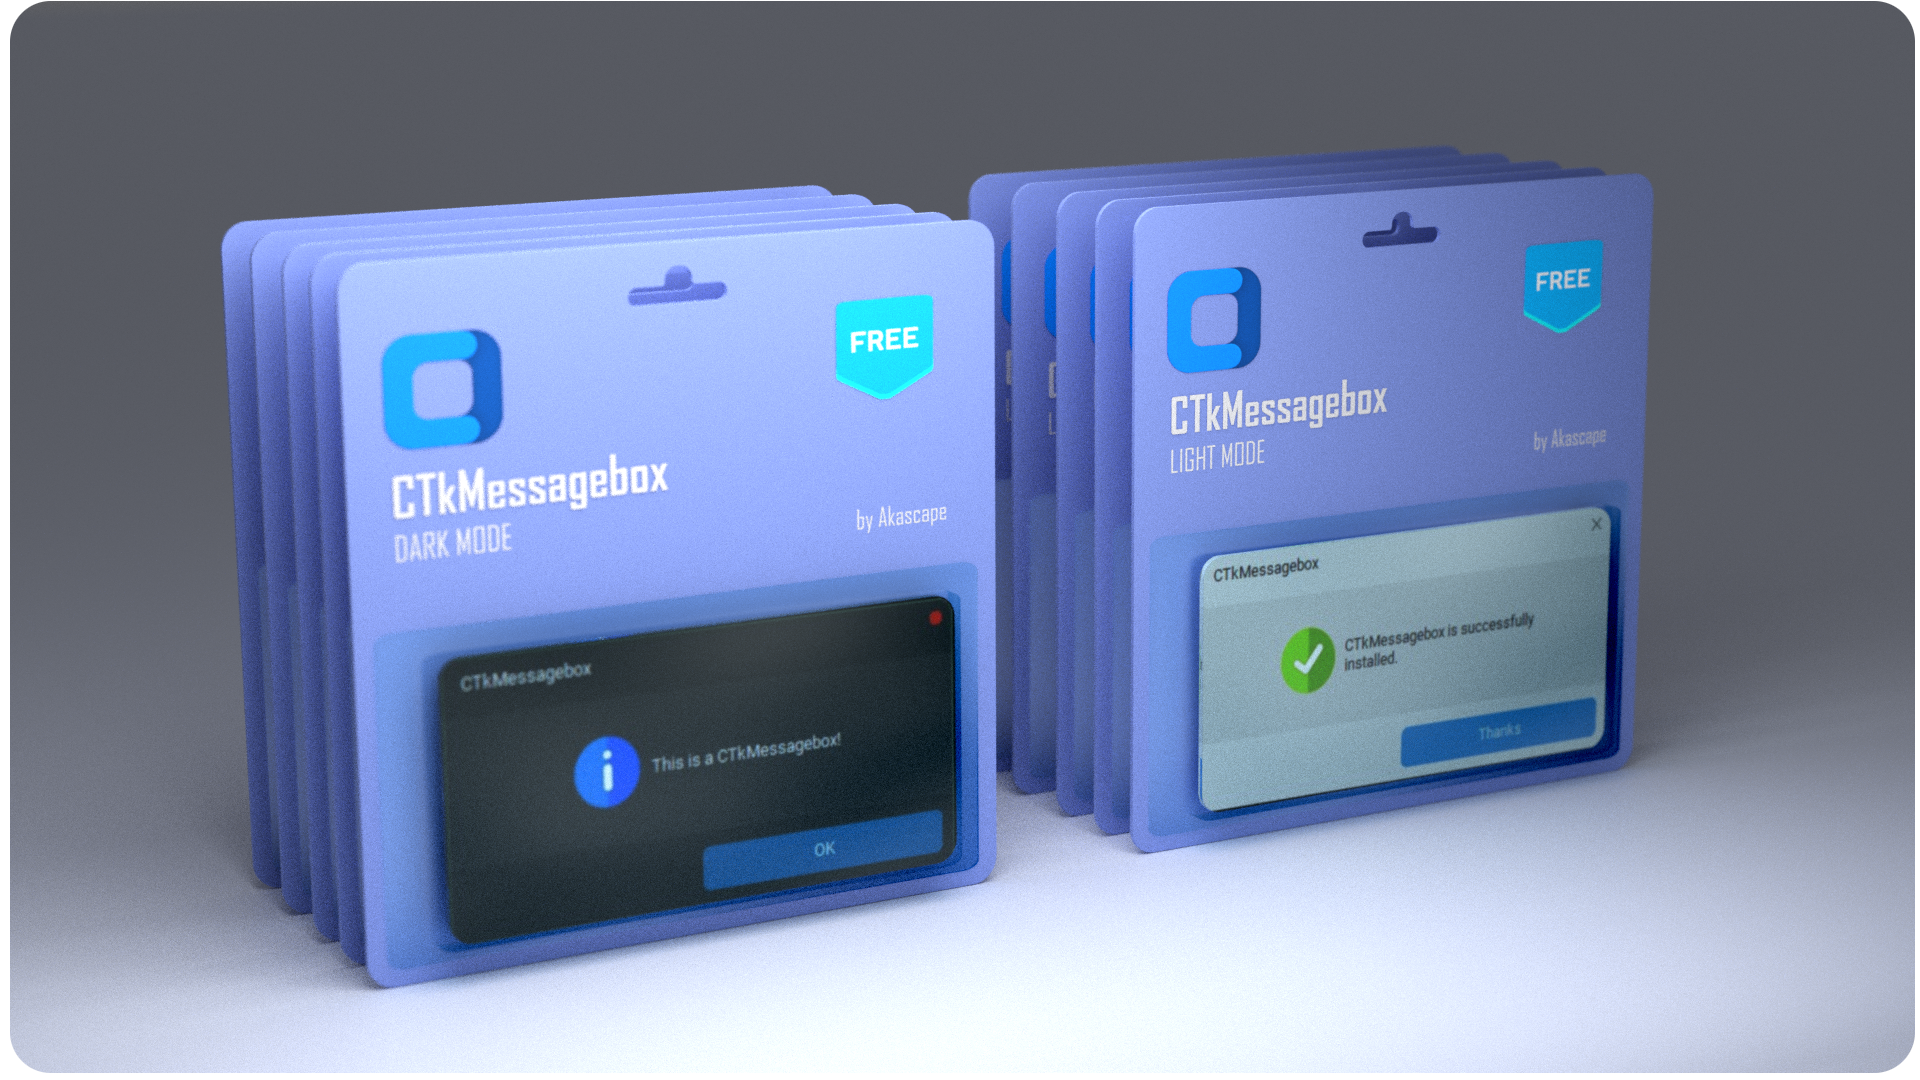 FREE
CTkMessagebox
DARK MODE
by Akascape
CTkMessagebox
This is a CTkMessagebox!
OK
FREE
CTkMessagebox
LIGHT MODE
by Akascape
CTkMessagebox
X
CTkMessagebox is successfully
installed.
Thanks